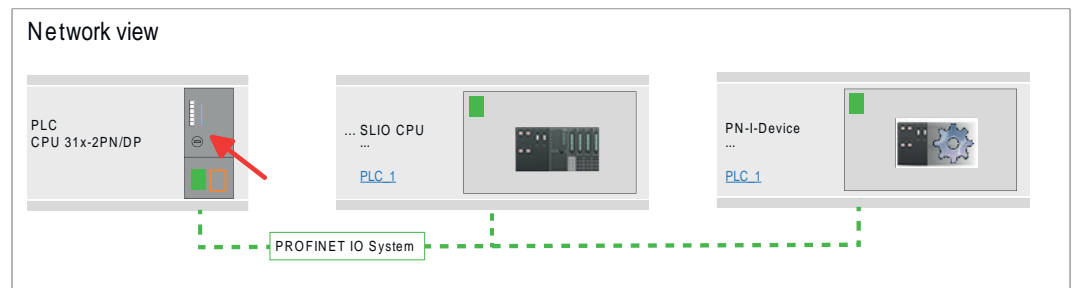 Network view
PLC
CPU 31x-2PN/DP
... SLIO CPU
...
PLC_1
PN-I-Device
...
PLC_1
PROFINET IO System